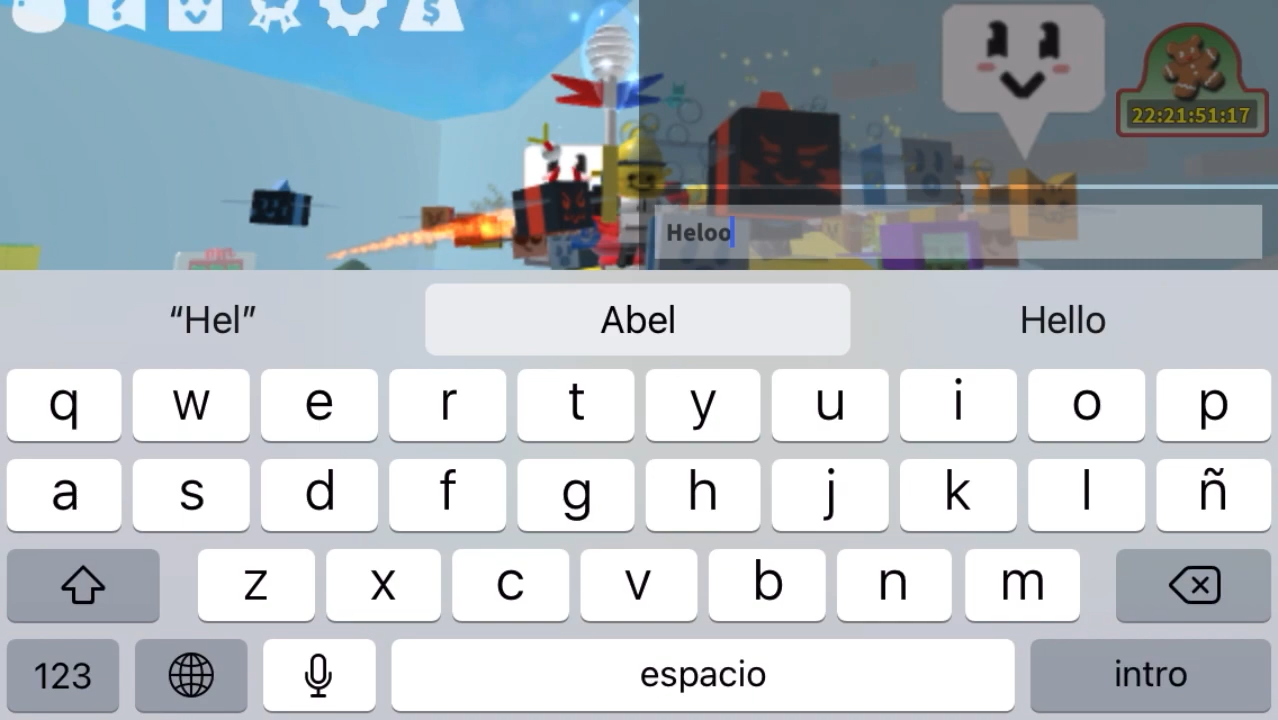 22:21:51:17
Heloo
“Hel” Abel Hello
q w e r t y u i o p
a s d f g h j k l ñ
z x c v b n m
123 espacio intro